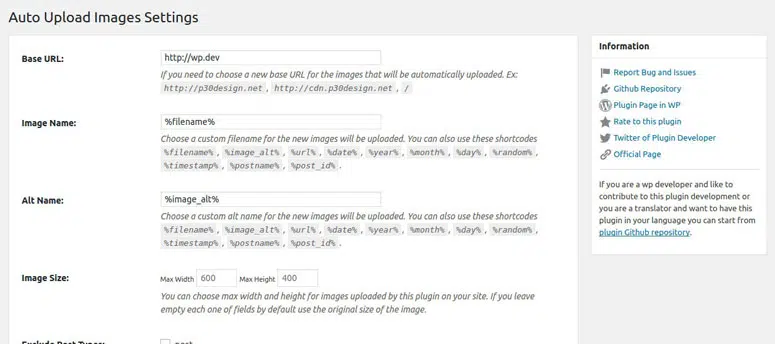 Auto Upload Images Settings
Base URL:
http://wp.dev
If you need to choose a new base URL for the images that will be automatically uploaded. Ex:
http://p30design.net , http://cdn.p30design.net , /
Image Name:
%filename%
Choose a custom filename for the new images will be uploaded. You can also use these shortcodes
%filename% , %image_alt% , %url% , %date% , %year% , %month% , %day% , %random% ,
%timestamp% , %postname% , %post_id% .
Alt Name:
%image_alt%
Choose a custom alt name for the new images will be uploaded. You can also use these shortcodes
%filename% , %image_alt% , %url% , %date% , %year% , %month% , %day% , %random% ,
%timestamp% , %postname% , %post_id% .
Image Size:
Max Width 600 Max Height 400
You can choose max width and height for images uploaded by this plugin on your site. If you leave
empty each one of fields by default use the original size of the image.
Exclude Post Types:
post
Information
Report Bug and Issues
Github Repository
Plugin Page in WP
Rate to this plugin
Twitter of Plugin Developer
Official Page
If you are a wp developer and like to
contribute to this plugin development or
you are a translator and want to have this
plugin in your language you can start from
plugin Github repository.